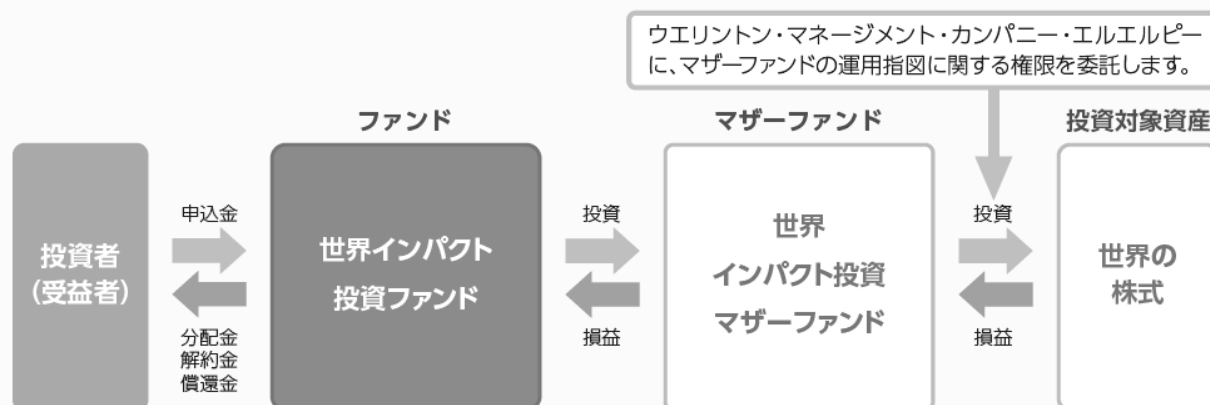 ウエリントン・マネージメント・カンパニー・エルエルピー
に、マザーファンドの運用指図に関する権限を委託します。
ファンド
マザーファンド
投資対象資産
投資者
（受益者）
申込金
分配金
解約金
償還金
世界インパクト
投資ファンド
投資
損益
世界
インパクト投資
マザーファンド
投資
損益
世界の
株式